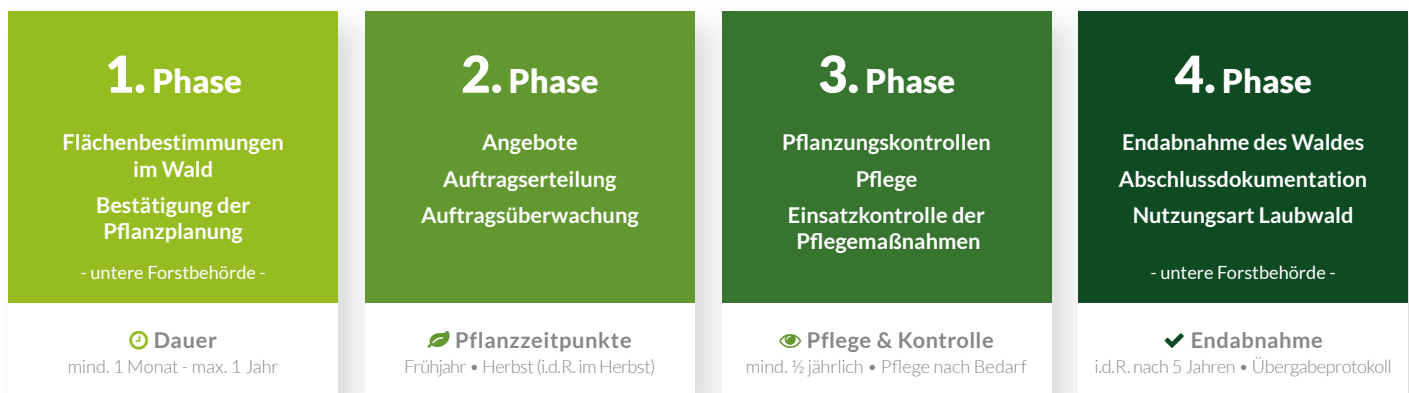 1. Phase
Flächenbestimmungen
im Wald
Bestätigung der
Pflanzplanung
- untere Forstbehörde -
Dauer
mind. 1 Monat - max. 1 Jahr
2. Phase
Angebote
Auftragserteilung
Auftragsüberwachung
Pflanzzeitpunkte
Frühjahr • Herbst (i.d.R. im Herbst)
3. Phase
Pflanzungskontrollen
Pflege
Einsatzkontrolle der
Pflegemaßnahmen
Pflege & Kontrolle
mind. ½ jährlich • Pflege nach Bedarf
4. Phase
Endabnahme des Waldes
Abschlussdokumentation
Nutzungsart Laubwald
- untere Forstbehörde -
Endabnahme
i.d.R. nach 5 Jahren • Übergabeprotokoll